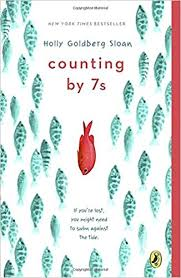 NEW YORK TIMES BESTSELLER
Holly Goldberg Sloan
counting
by 7s
If you're lost,
you might need
to swim against
the tide.